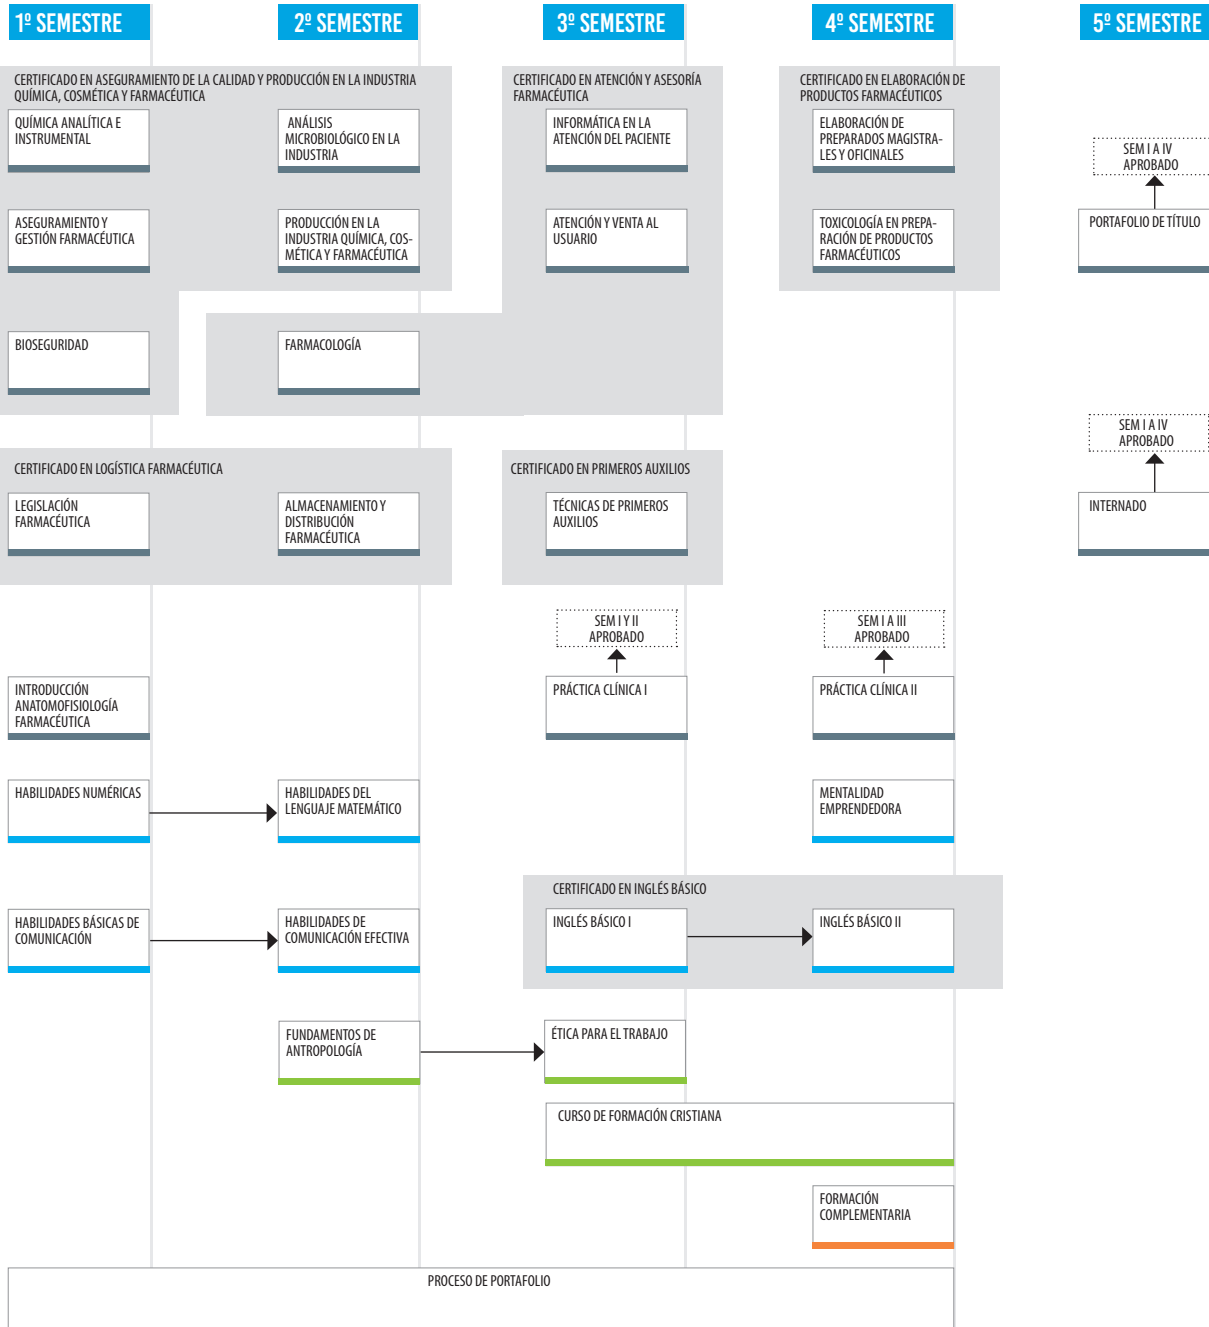 1º SEMESTRE
2º SEMESTRE
3º SEMESTRE
4º SEMESTRE
5º SEMESTRE
CERTIFICADO EN ASEGURAMIENTO DE LA CALIDAD Y PRODUCCIÓN EN LA INDUSTRIA
QUÍMICA, COSMÉTICA Y FARMACÉUTICA
CERTIFICADO EN ATENCIÓN Y ASESORÍA
FARMACÉUTICA
CERTIFICADO EN ELABORACIÓN DE
PRODUCTOS FARMACÉUTICOS
QUÍMICA ANALÍTICA E
INSTRUMENTAL
ANÁLISIS
MICROBIOLÓGICO EN LA
INDUSTRIA
INFORMÁTICA EN LA
ATENCIÓN DEL PACIENTE
ELABORACIÓN DE
PREPARADOS MAGISTRA-
LES Y OFICINALES
SEM I A IV
APROBADO
ASEGURAMIENTO Y
GESTIÓN FARMACÉUTICA
PRODUCCIÓN EN LA
INDUSTRIA QUÍMICA, COS-
MÉTICA Y FARMACÉUTICA
ATENCIÓN Y VENTA AL
USUARIO
TOXICOLOGÍA EN PREPA-
RACIÓN DE PRODUCTOS
FARMACÉUTICOS
PORTAFOLIO DE TÍTULO
BIOSEGURIDAD
FARMACOLOGÍA
SEM I A IV
APROBADO
CERTIFICADO EN LOGÍSTICA FARMACÉUTICA
CERTIFICADO EN PRIMEROS AUXILIOS
LEGISLACIÓN
FARMACÉUTICA
ALMACENAMIENTO Y
DISTRIBUCIÓN
FARMACÉUTICA
TÉCNICAS DE PRIMEROS
AUXILIOS
INTERNADO
SEM I Y II
APROBADO
SEM I A III
APROBADO
INTRODUCCIÓN
ANATOMOFISIOLOGÍA
FARMACÉUTICA
PRÁCTICA CLÍNICA I
PRÁCTICA CLÍNICA II
HABILIDADES NUMÉRICAS
HABILIDADES DEL
LENGUAJE MATEMÁTICO
MENTALIDAD
EMPRENDEDORA
CERTIFICADO EN INGLÉS BÁSICO
HABILIDADES BÁSICAS DE
COMUNICACIÓN
HABILIDADES DE
COMUNICACIÓN EFECTIVA
INGLÉS BÁSICO I
INGLÉS BÁSICO II
FUNDAMENTOS DE
ANTROPOLOGÍA
ÉTICA PARA EL TRABAJO
CURSO DE FORMACIÓN CRISTIANA
FORMACIÓN
COMPLEMENTARIA
PROCESO DE PORTAFOLIO